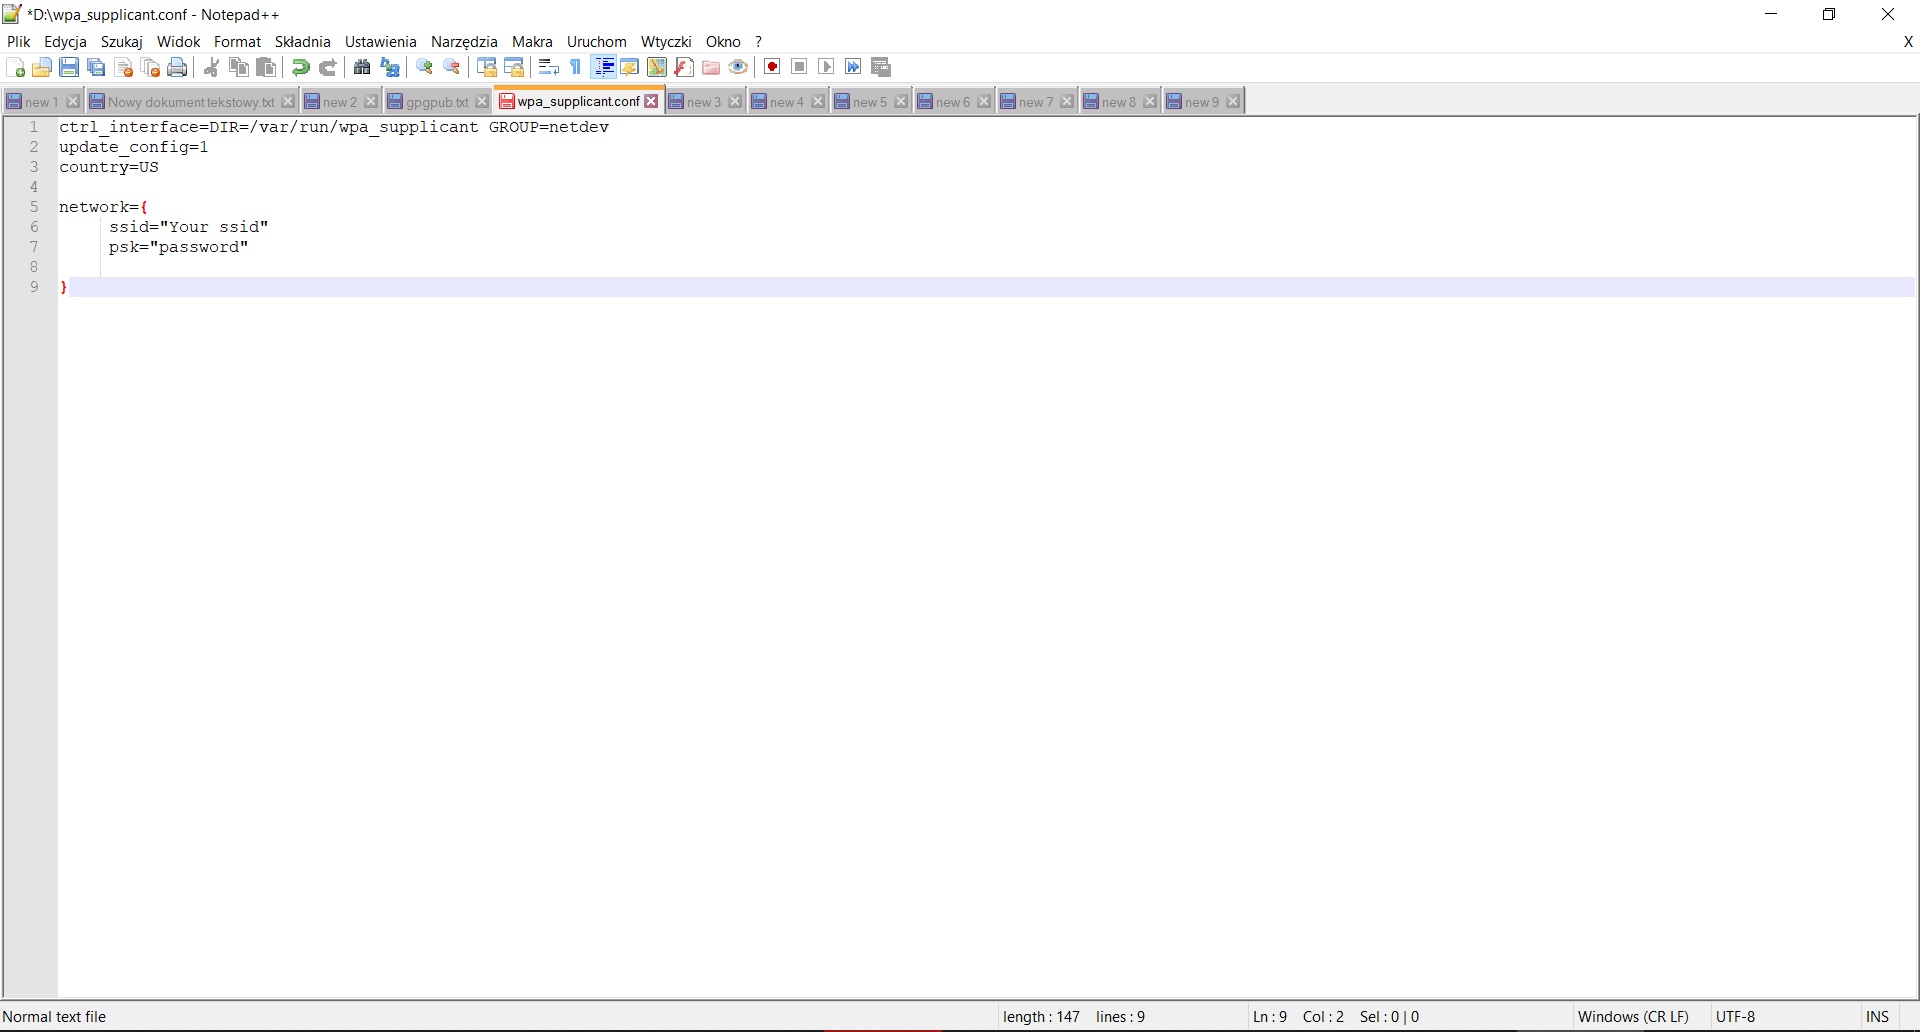 *D:\wpa_supplicant.conf - Notepad++
Plik Edycja Szukaj Widok Format Składnia Ustawienia Narzędzia Makra Uruchom Wtyczki Okno ? X
new 1 Nowy dokument tekstowy.txt new 2 gpgpub.txt wpa_supplicant.conf new 3 new 4 new 5 new 6 new 7 new 8 new 9
1 ctrl_interface=DIR=/var/run/wpa_supplicant GROUP=netdev
2 update_config=1
3 country=US
4
5 network={
6 ssid="Your ssid"
7 psk="password"
8
9 }
Normal text file length : 147 lines : 9 Ln : 9 Col : 2 Sel : 0 | 0 Windows (CR LF) UTF-8 INS